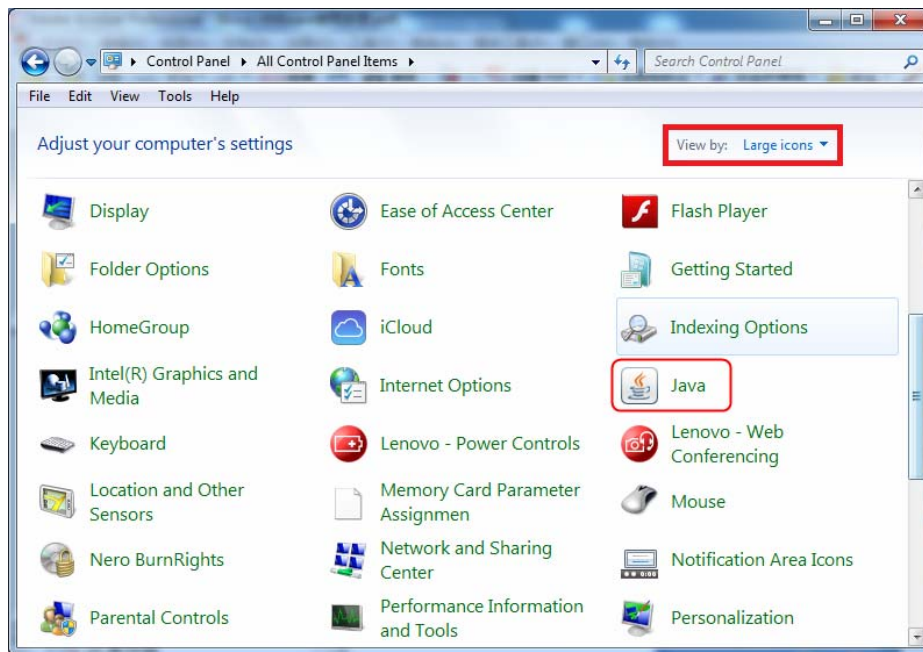 Control Panel ▸ All Control Panel Items ▸ Search Control Panel
File Edit View Tools Help
Adjust your computer's settings View by: Large icons
Display Ease of Access Center Flash Player
Folder Options Fonts Getting Started
HomeGroup iCloud Indexing Options
Intel(R) Graphics and
Media
Internet Options Java
Keyboard Lenovo - Power Controls
Lenovo - Web
Conferencing
Location and Other
Sensors
Memory Card Parameter
Assignmen
Mouse
Nero BurnRights
Network and Sharing
Center
Notification Area Icons
Parental Controls
Performance Information
and Tools
Personalization